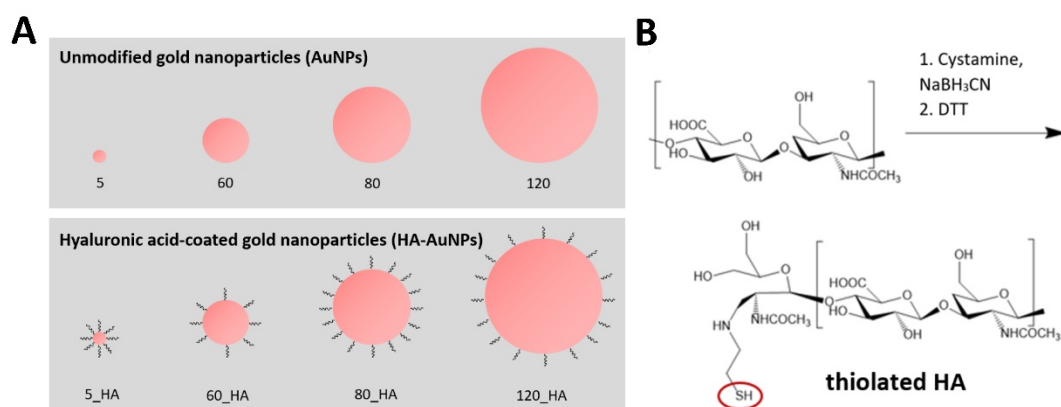 A
Unmodified gold nanoparticles (AuNPs)
5 60 80 120
Hyaluronic acid-coated gold nanoparticles (HA-AuNPs)
5_HA 60_HA 80_HA 120_HA
B
1. Cystamine,
NaBH₃CN
2. DTT
OH
HOOC
O
O
O
O
HO
HO
OH
NHCOCH₃
OH
OH
HO
O
HOOC
O
O
O
O
O
HO
HO
HN
NHCOCH₃
OH
NHCOCH₃
SH
thiolated HA